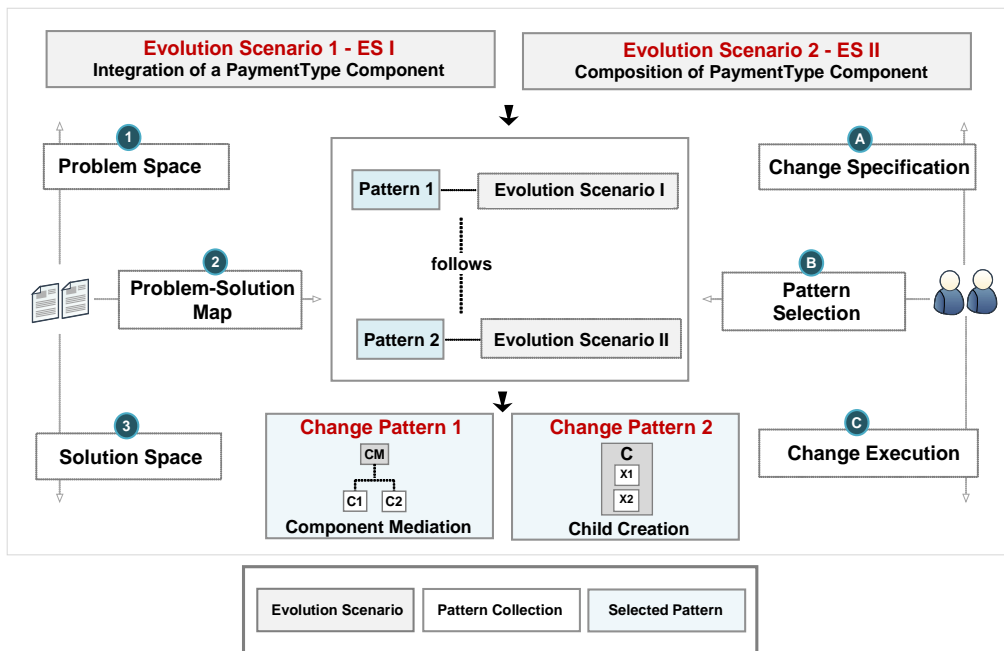 Evolution Scenario 1 - ES I
Integration of a PaymentType Component
Evolution Scenario 2 - ES II
Composition of PaymentType Component
1
Problem Space
2
Problem-Solution
Map
3
Solution Space
Pattern 1
Evolution Scenario I
follows
Pattern 2
Evolution Scenario II
A
Change Specification
B
Pattern
Selection
C
Change Execution
Change Pattern 1
CM
C1
C2
Component Mediation
Change Pattern 2
C
X1
X2
Child Creation
Evolution Scenario
Pattern Collection
Selected Pattern